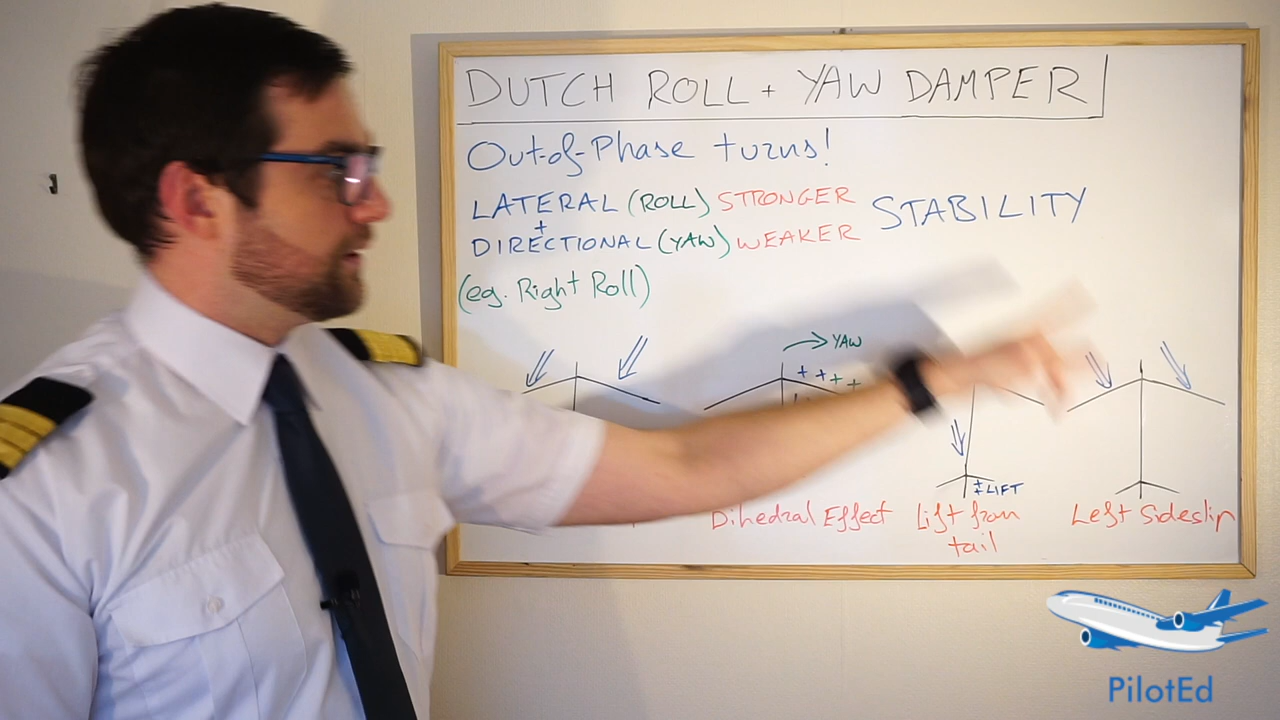 DUTCH ROLL + YAW DAMPER
Out-of-Phase turns!
LATERAL (ROLL) STRONGER
+
DIRECTIONAL (YAW) WEAKER
STABILITY
(eg. Right Roll)
YAW
+ + + +
± LIFT
Dihedral Effect
Lift from
tail
Left Sideslip
PilotEd